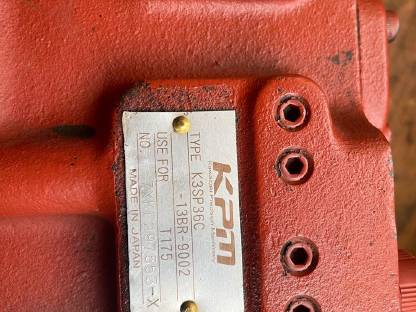 KPM
TYPE K3SP36C
-13BR-9002
USE FOR T175
NO.
MADE IN JAPAN